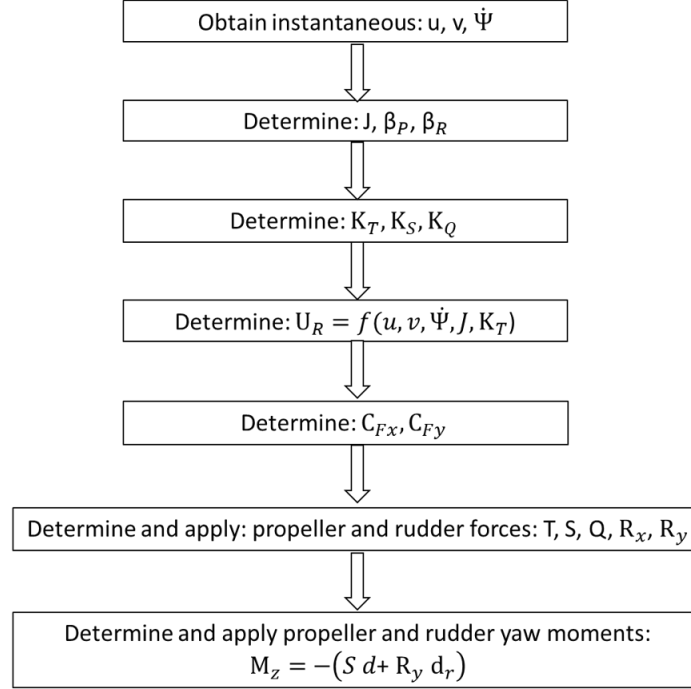 Obtain instantaneous: u, v, Ψ̇
Determine: J, β_P, β_R
Determine: K_T, K_S, K_Q
Determine: U_R = f(u, v, Ψ̇, J, K_T)
Determine: C_Fx, C_Fy
Determine and apply: propeller and rudder forces: T, S, Q, R_x, R_y
Determine and apply propeller and rudder yaw moments:
M_z = −(S d+ R_y d_r)